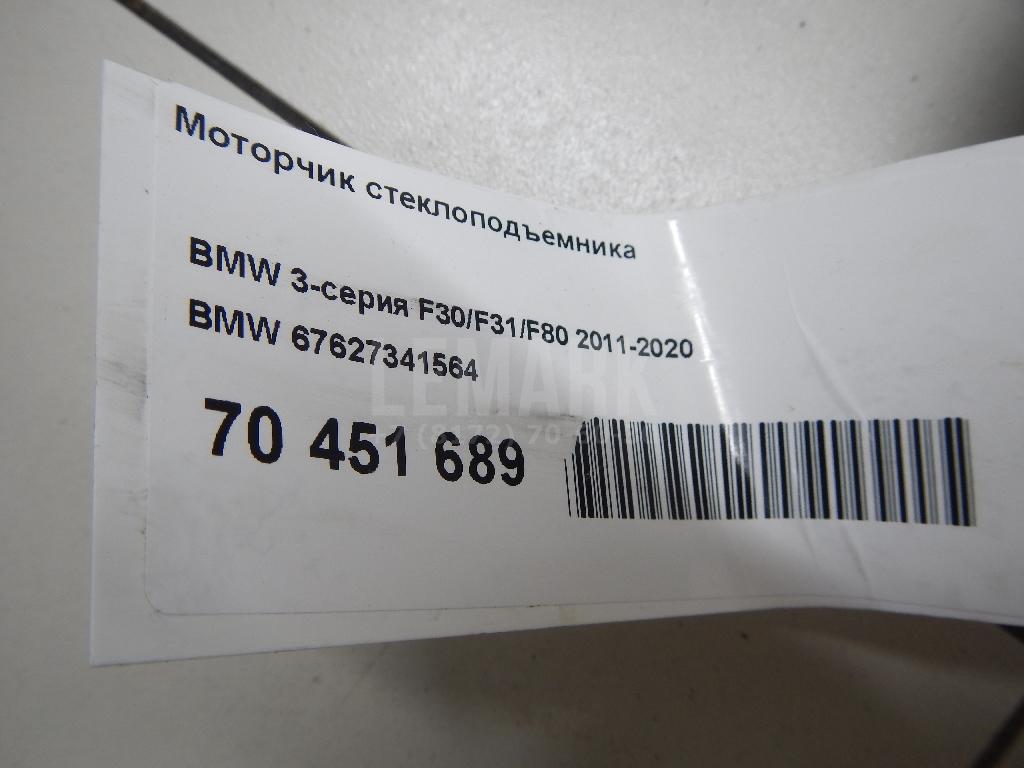 Моторчик стеклоподъемника
BMW 3-серия F30/F31/F80 2011-2020
BMW 67627341564
LEMARK
70 451 689